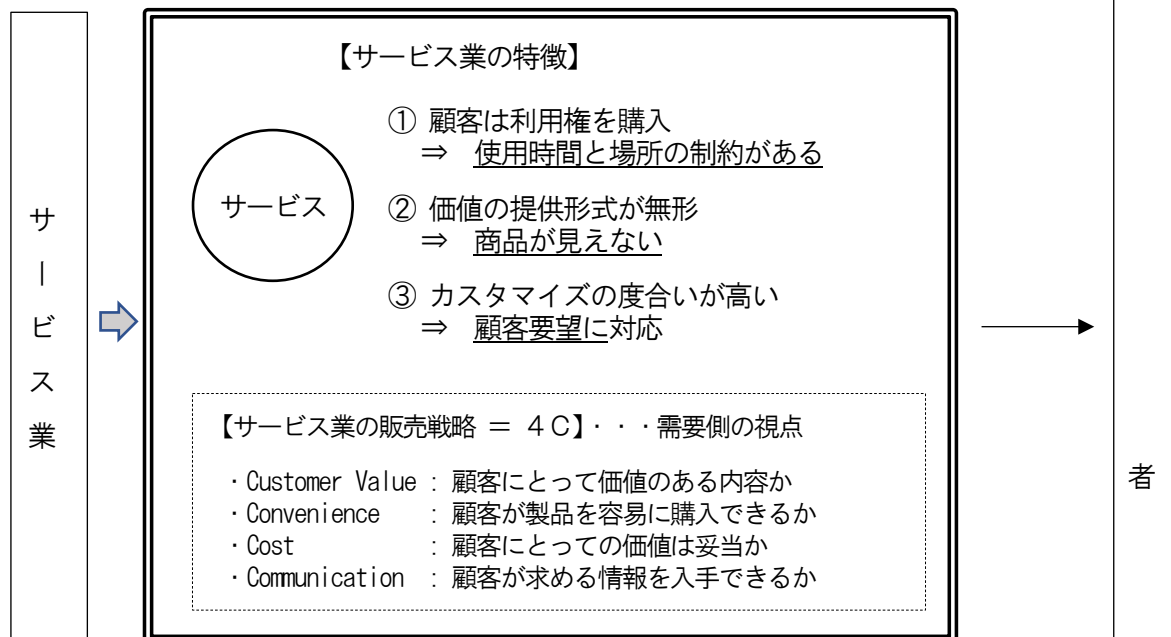 サービス業
【サービス業の特徴】
サービス
① 顧客は利用権を購入
⇒ 使用時間と場所の制約がある
② 価値の提供形式が無形
⇒ 商品が見えない
③ カスタマイズの度合いが高い
⇒ 顧客要望に対応
【サービス業の販売戦略 = 4C】・・・需要側の視点
・Customer Value : 顧客にとって価値のある内容か
・Convenience : 顧客が製品を容易に購入できるか
・Cost : 顧客にとっての価値は妥当か
・Communication : 顧客が求める情報を入手できるか
者